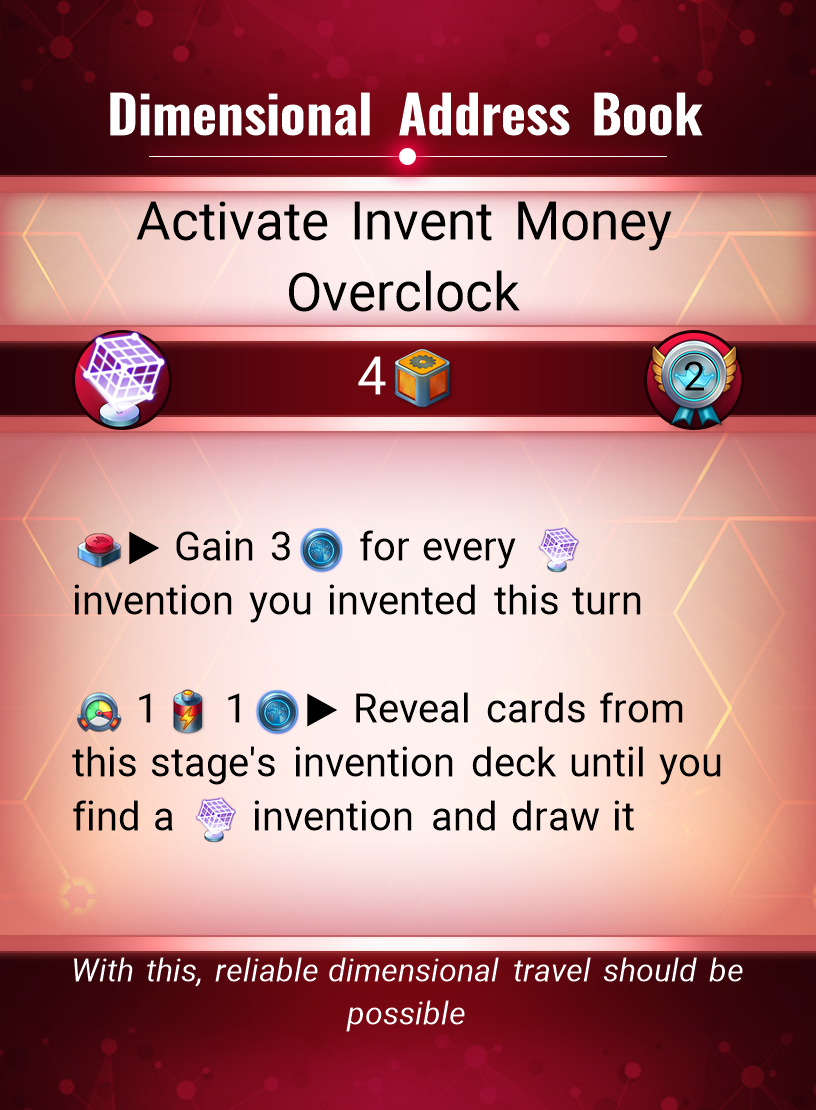 Dimensional Address Book
Activate Invent Money
Overclock
4
2
▶ Gain 3 for every
invention you invented this turn
1 1 ▶ Reveal cards from
this stage's invention deck until you
find a invention and draw it
With this, reliable dimensional travel should be
possible